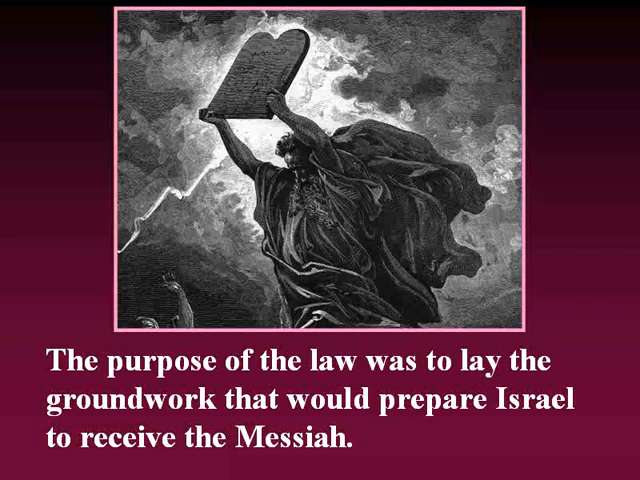 The purpose of the law was to lay the
groundwork that would prepare Israel
to receive the Messiah.